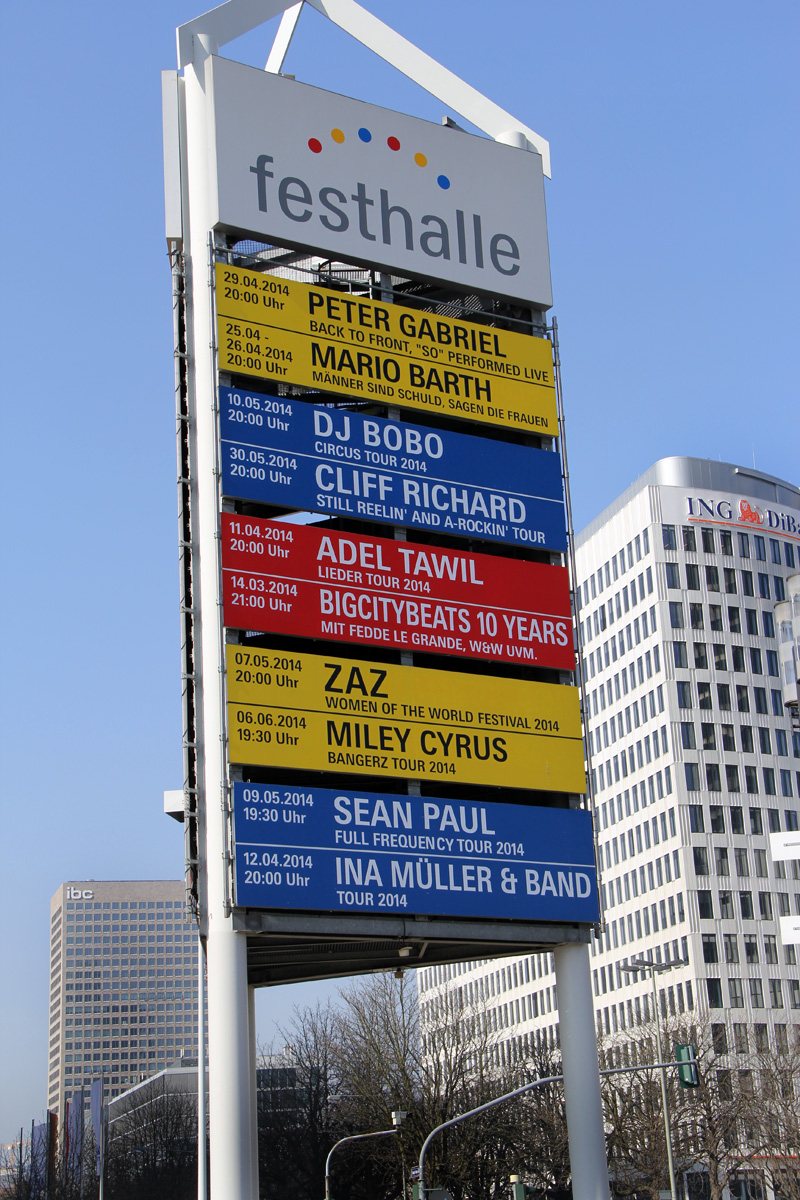 festhalle
29.04.2014
20:00 Uhr
PETER GABRIEL
BACK TO FRONT, "SO" PERFORMED LIVE
25.04 -
26.04.2014
20:00 Uhr
MARIO BARTH
MÄNNER SIND SCHULD, SAGEN DIE FRAUEN
10.05.2014
20:00 Uhr
DJ BOBO
CIRCUS TOUR 2014
30.05.2014
20:00 Uhr
CLIFF RICHARD
STILL REELIN' AND A-ROCKIN' TOUR
11.04.2014
20:00 Uhr
ADEL TAWIL
LIEDER TOUR 2014
14.03.2014
21:00 Uhr
BIGCITYBEATS 10 YEARS
MIT FEDDE LE GRANDE, W&W UVM.
07.05.2014
20:00 Uhr
ZAZ
WOMEN OF THE WORLD FESTIVAL 2014
06.06.2014
19:30 Uhr
MILEY CYRUS
BANGERZ TOUR 2014
09.05.2014
19:30 Uhr
SEAN PAUL
FULL FREQUENCY TOUR 2014
12.04.2014
20:00 Uhr
INA MÜLLER & BAND
TOUR 2014
ING DiBa
ibc